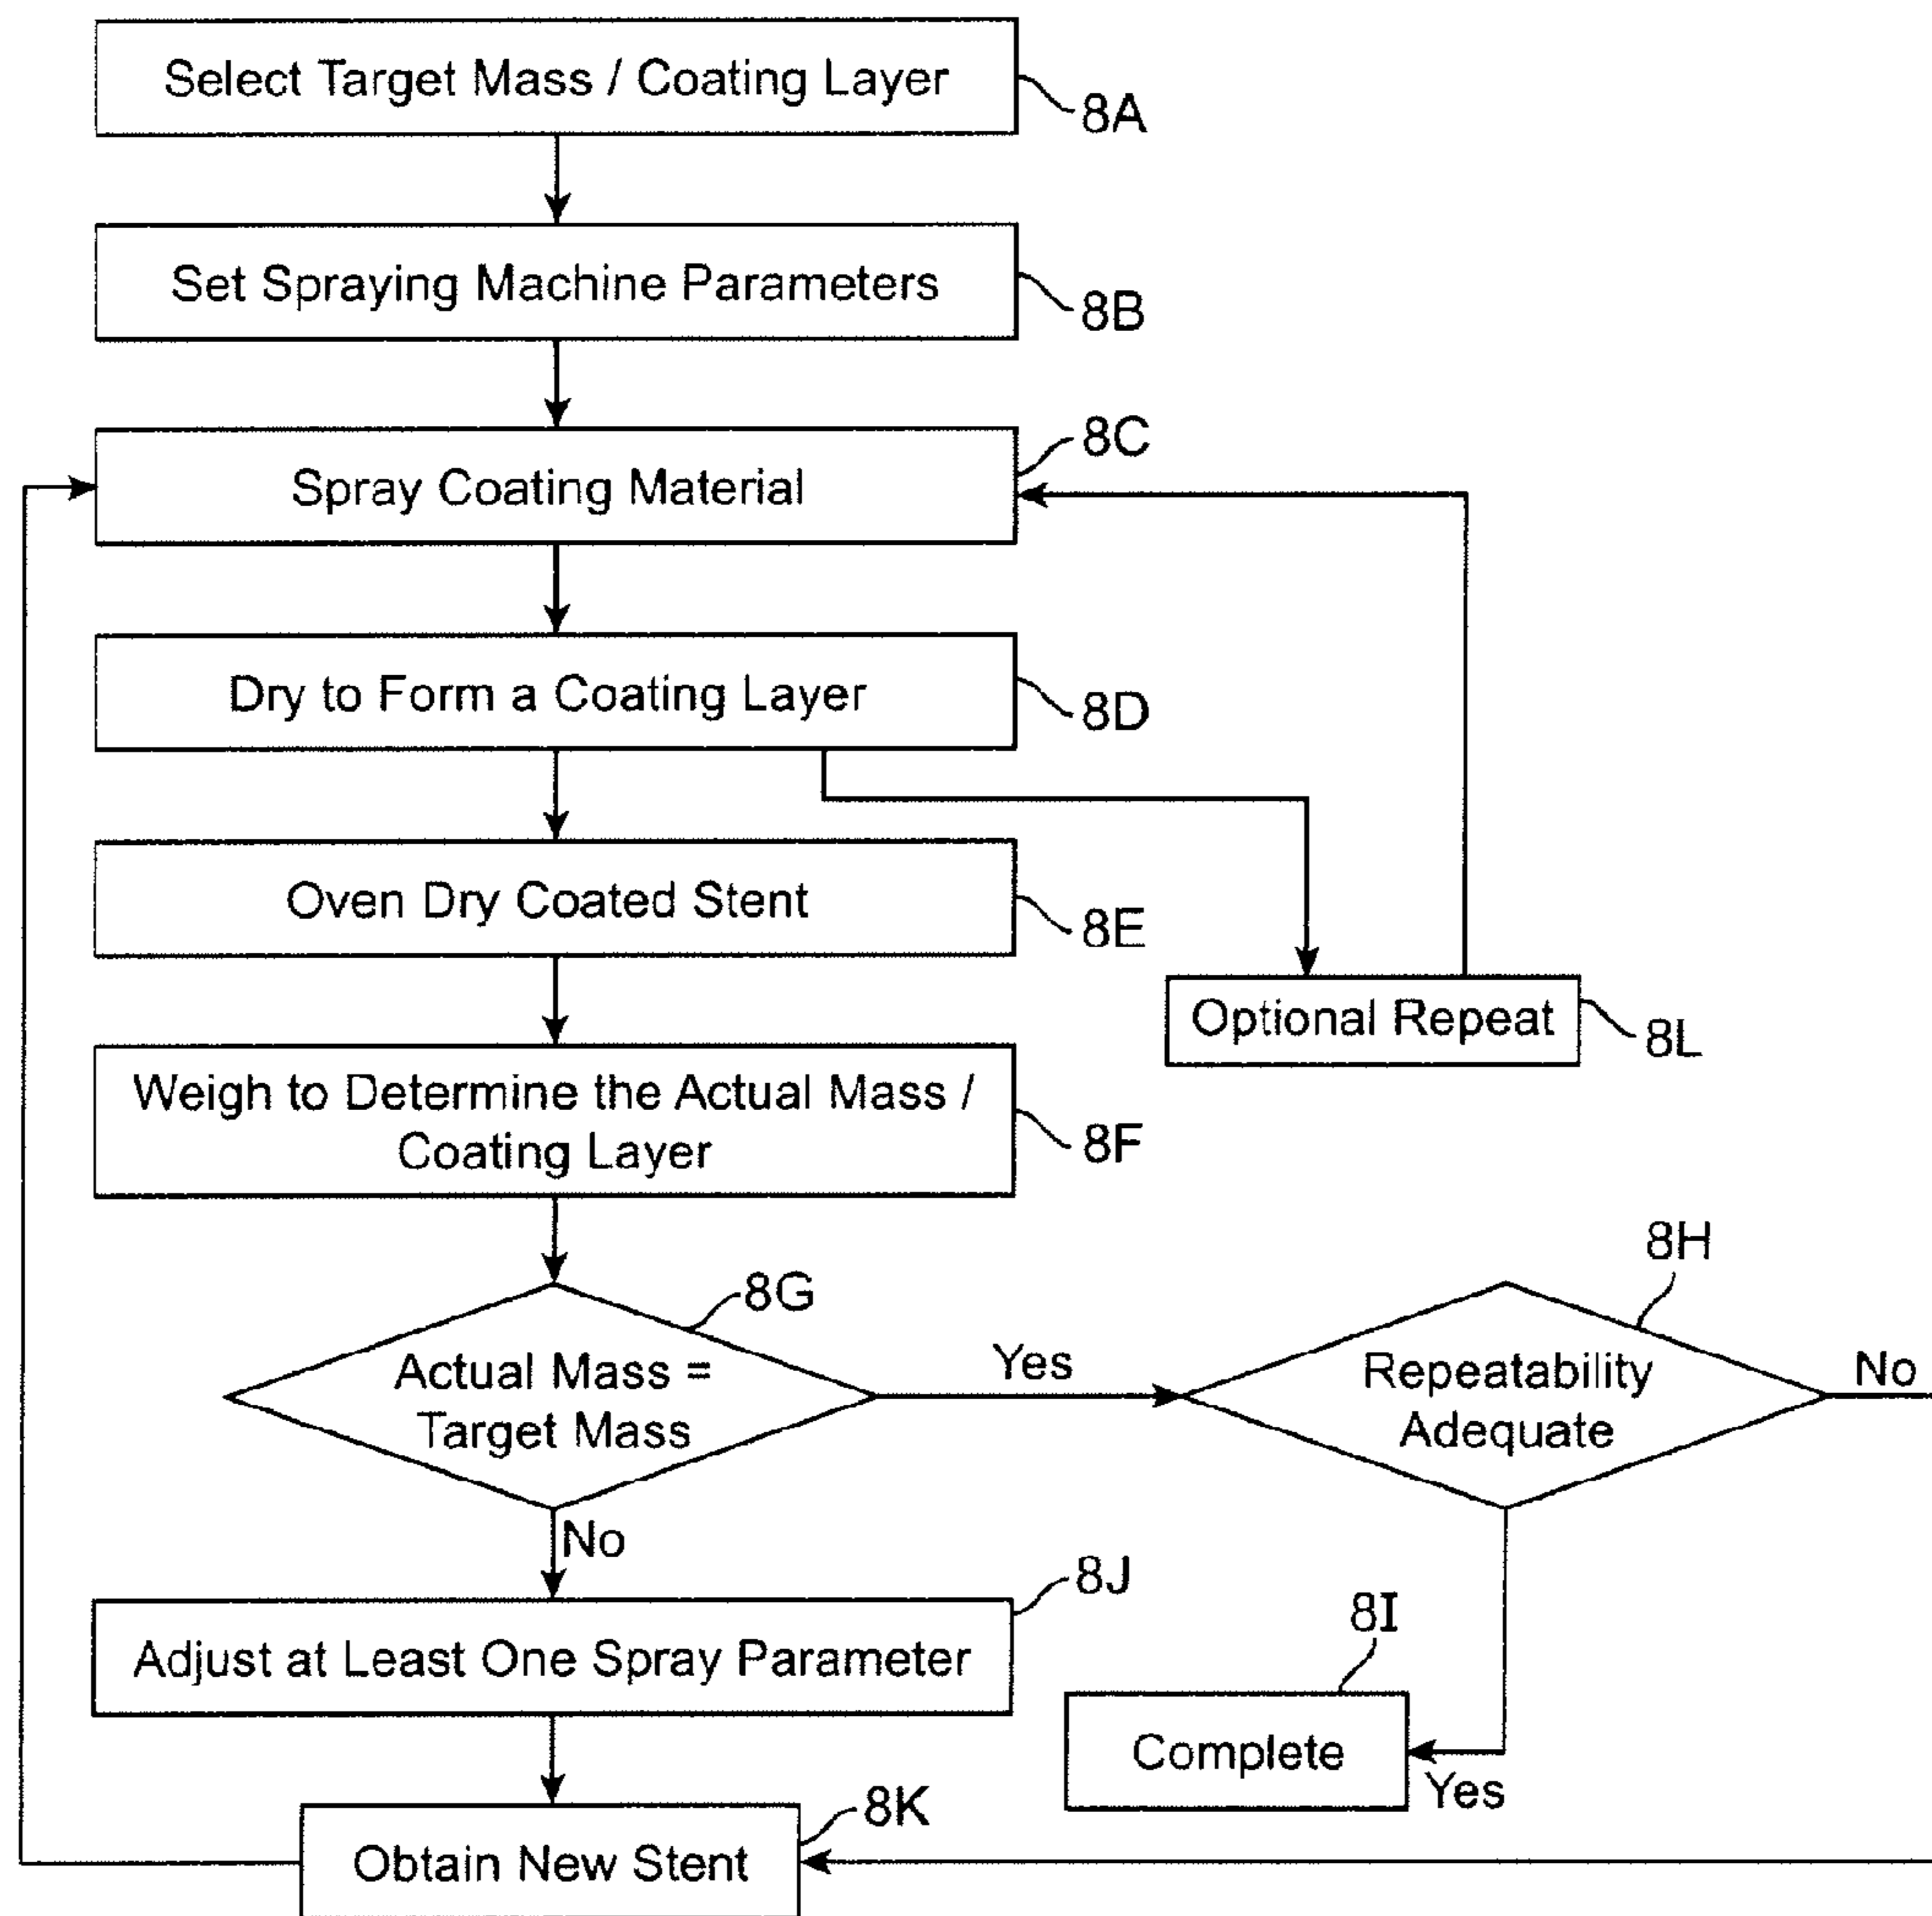 Select Target Mass / Coating Layer
8A
Set Spraying Machine Parameters
8B
Spray Coating Material
8C
Dry to Form a Coating Layer
8D
Oven Dry Coated Stent
8E
Optional Repeat
8L
Weigh to Determine the Actual Mass /
Coating Layer
8F
8G
Actual Mass =
Target Mass
Yes
8H
Repeatability
Adequate
No
No
8J
Adjust at Least One Spray Parameter
8I
Complete
Yes
8K
Obtain New Stent